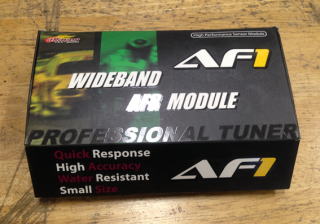 High Performance Sensor Module
AF1
WIDEBAND
AFR MODULE
PROFESSIONAL TUNER
Quick Response
High Accuracy
Water Resistant
Small Size
AF1